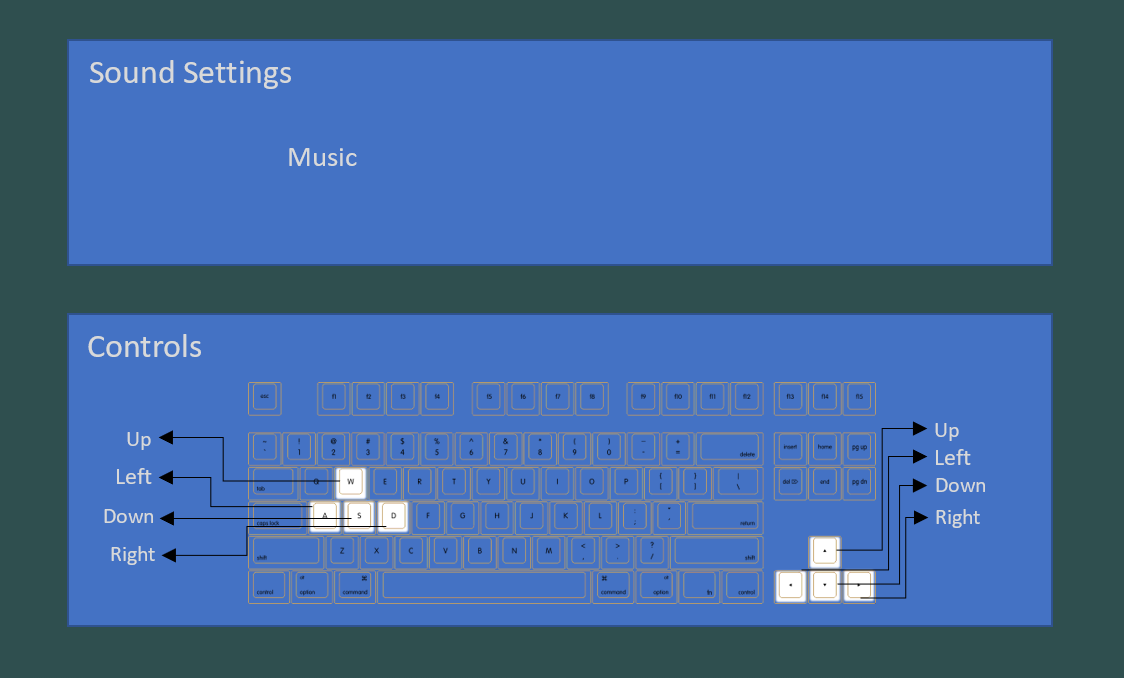 Sound Settings
Music
Controls
esc f1 f2 f3 f4 f5 f6 f7 f8 f9 f10 f11 f12 f13 f14 f15
Up
Up
~ ! @ # $ % ^ & * ( ) - +
` 1 2 3 4 5 6 7 8 9 0 - = delete insert home pg up
Left
Left
tab Q W E R T Y U I O P { } |
[ ] \ del end pg dn
Down
Down
caps lock A S D F G H J K L : "
; ' return
Right
Right
shift Z X C V B N M < > ? shift
, . /
control alt option ⌘ command ⌘ command alt option fn control